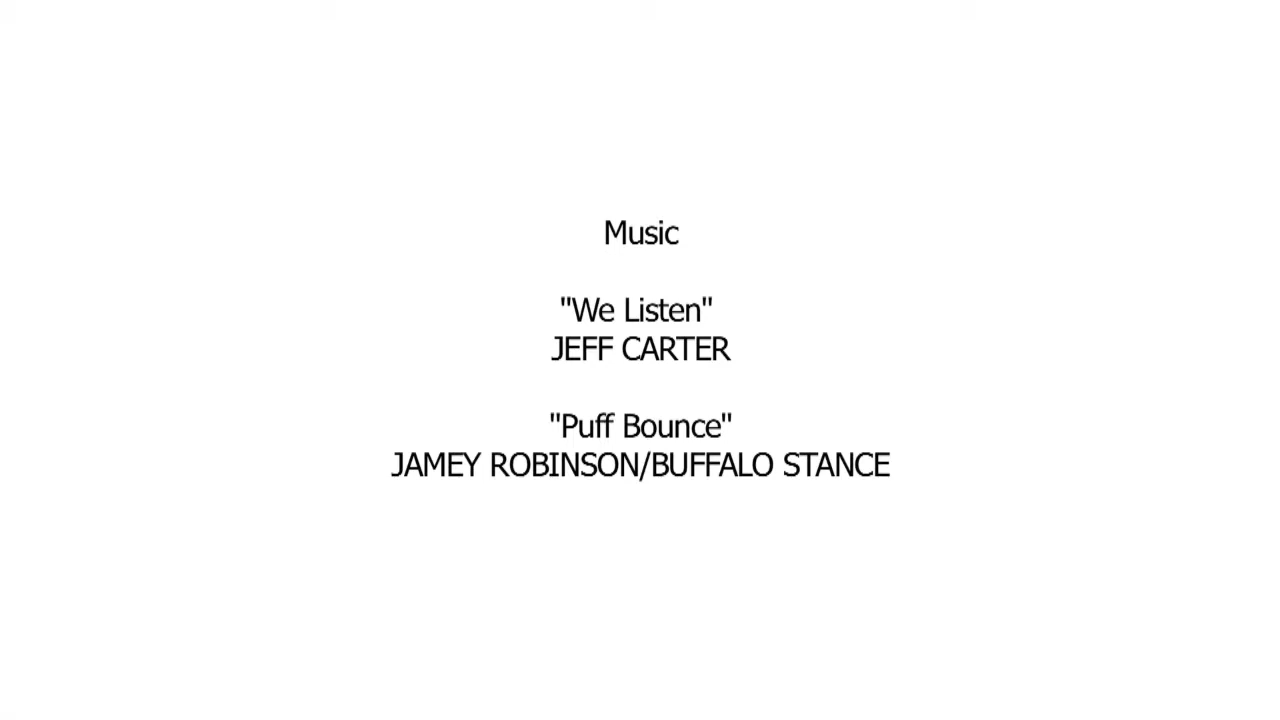 Music
"We Listen"
JEFF CARTER
"Puff Bounce"
JAMEY ROBINSON/BUFFALO STANCE